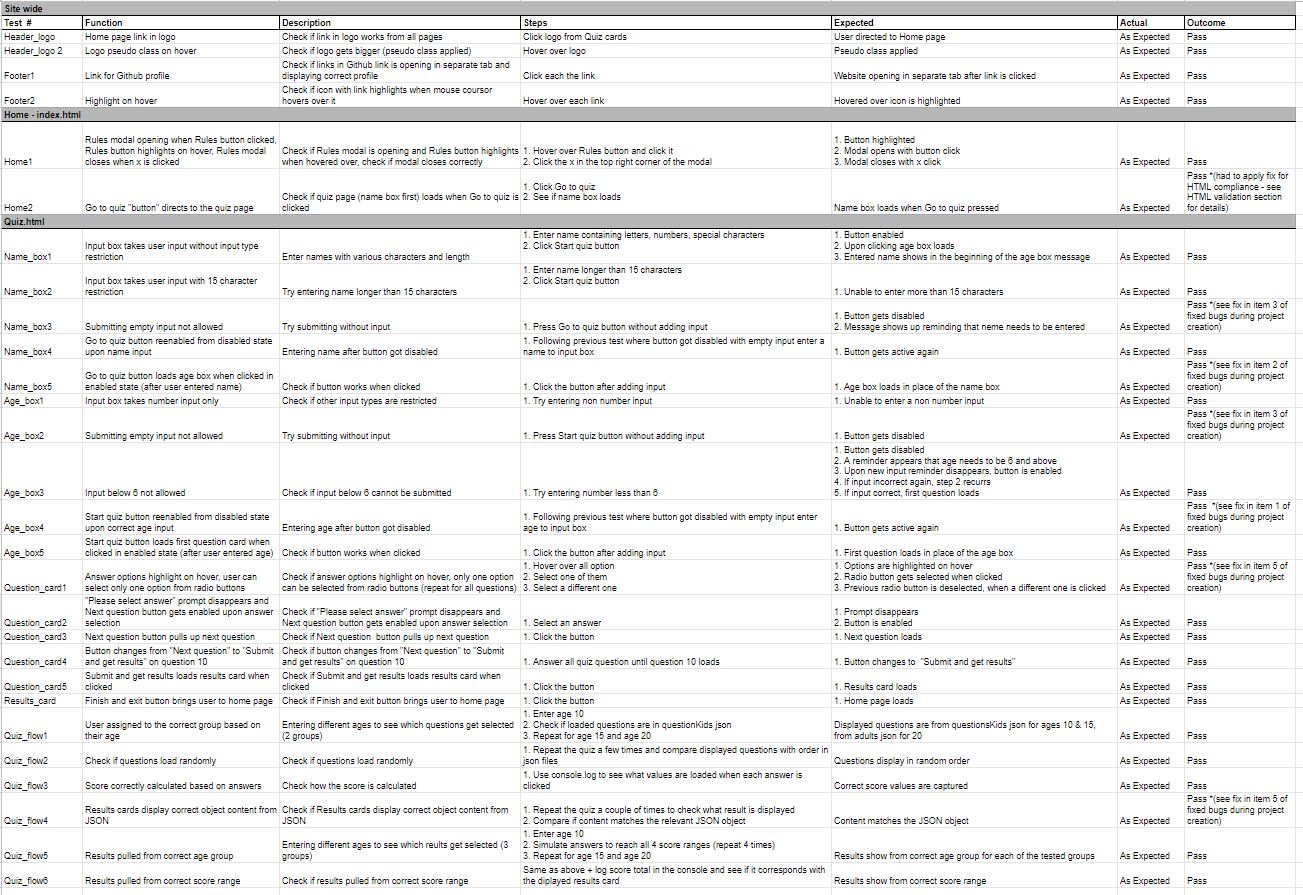 Site wide
Test # Function Description Steps Expected Actual Outcome
Header_logo Home page link in logo Check if link in logo works from all pages Click logo from Quiz cards User directed to Home page As Expected Pass
Header_logo 2 Logo pseudo class on hover Check if logo gets bigger (pseudo class applied) Hover over logo Pseudo class applied As Expected Pass
Check if links in Github link is opening in separate tab and
Footer1 Link for Github profile displaying correct profile Click each the link Website opening in separate tab after link is clicked As Expected Pass
Check if icon with link highlights when mouse coursor
Footer2 Highlight on hover hovers over it Hover over each link Hovered over icon is highlighted As Expected Pass
Home - index.html
Rules modal opening when Rules button clicked, 1. Button highlighted
Rules button highlights on hover, Rules modal Check if Rules modal is opening and Rules button highlights 1. Hover over Rules button and click it 2. Modal opens with button click
Home1 closes when x is clicked when hovered over, check if modal closes correctly 2. Click the x in the top right corner of the modal 3. Modal closes with x click As Expected Pass
Pass *(had to apply fix for
1. Click Go to quiz HTML compliance - see
Check if quiz page (name box first) loads when Go to quiz is 2. See if name box loads HTML validation section
Home2 Go to quiz "button" directs to the quiz page clicked Name box loads when Go to quiz pressed As Expected for details)
Quiz.html
1. Enter name containing letters, numbers, special characters 1. Button enabled
Input box takes user input without input type 2. Click Start quiz button 2. Upon clicking age box loads
Name_box1 restriction Enter names with various characters and length 3. Entered name shows in the beginning of the age box message As Expected Pass
1. Enter name longer than 15 characters
Input box takes user input with 15 character 2. Click Start quiz button
Name_box2 restriction Try entering name longer than 15 characters 1. Unable to enter more than 15 characters As Expected Pass
Pass *(see fix in item 3 of
1. Button gets disabled fixed bugs during project
Name_box3 Submitting empty input not allowed Try submitting without input 1. Press Go to quiz button without adding input 2. Message shows up reminding that neme needs to be entered As Expected creation)
Go to quiz button reenabled from disabled state 1. Following previous test where button got disabled with empty input enter a
Name_box4 upon name input Entering name after button got disabled name to input box 1. Button gets active again As Expected Pass
Pass *(see fix in item 2 of
Go to quiz button loads age box when clicked in fixed bugs during project
Name_box5 enabled state (after user entered name) Check if button works when clicked 1. Click the button after adding input 1. Age box loads in place of the name box As Expected creation)
Age_box1 Input box takes number input only Check if other input types are restricted 1. Try entering non number input 1. Unable to enter a non number input As Expected Pass
Pass *(see fix in item 3 of
fixed bugs during project
Age_box2 Submitting empty input not allowed Try submitting without input 1. Press Start quiz button without adding input 1. Button gets disabled As Expected creation)
1. Button gets disabled
2. A reminder appears that age needs to be 6 and above
3. Upon new input reminder disappears, button is enabled
4. If input incorrect again, step 2 recurrs
Age_box3 Input below 6 not allowed Check if input below 6 cannot be submitted 1. Try entering number less than 6 5. If input correct, first question loads As Expected Pass
Pass *(see fix in item 1 of
Start quiz button reenabled from disabled state 1. Following previous test where button got disabled with empty input enter fixed bugs during project
Age_box4 upon correct age input Entering age after button got disabled age to input box 1. Button gets active again As Expected creation)
Start quiz button loads first question card when
Age_box5 clicked in enabled state (after user entered age) Check if button works when clicked 1. Click the button after adding input 1. First question loads in place of the age box As Expected Pass
1. Hover over all option 1. Options are highlighted on hover Pass *(see fix in item 5 of
Answer options highlight on hover, user can Check if answer options highlight on hover, only one option 2. Select one of them 2. Radio button gets selected when clicked fixed bugs during project
Question_card1 select only one option from radio buttons can be selected from radio buttons (repeat for all questions) 3. Select a different one 3. Previous radio button is deselected, when a different one is clicked As Expected creation)
"Please select answer" prompt disappears and
Next question button gets enabled upon answer Check if "Please select answer" prompt disappears and 1. Prompt disappears
Question_card2 selection Next question button gets enabled upon answer selection 1. Select an answer 2. Button is enabled As Expected Pass
Question_card3 Next question button pulls up next question Check if Next question button pulls up next question 1. Click the button 1. Next question loads As Expected Pass
Button changes from "Next question" to "Submit Check if button changes from "Next question" to "Submit
Question_card4 and get results" on question 10 and get results" on question 10 1. Answer all quiz question until question 10 loads 1. Button changes to "Submit and get results" As Expected Pass
Submit and get results loads results card when Check if Submit and get results loads results card when
Question_card5 clicked clicked 1. Click the button 1. Results card loads As Expected Pass
Results_card Finish and exit button brings user to home page Check if Finish and exit button brings user to home page 1. Click the button 1. Home page loads As Expected Pass
1. Enter age 10
User assigned to the correct group based on Entering different ages to see which questions get selected 2. Check if loaded questions are in questionKids json Displayed questions are from questionsKids json for ages 10 & 15,
Quiz_flow1 their age (2 groups) 3. Repeat for age 15 and age 20 from adults json for 20 As Expected Pass
1. Repeat the quiz a few times and compare displayed questions with order in
Quiz_flow2 Check if questions load randomly Check if questions load randomly json files Questions display in random order As Expected Pass
1. Use console.log to see what values are loaded when each answer is
Quiz_flow3 Score correctly calculated based on answers Check how the score is calculated clicked Correct score values are captured As Expected Pass
Pass *(see fix in item 5 of
Results cards display correct object content from Check if Results cards display correct object content from 1. Repeat the quiz a couple of times to check what result is displayed fixed bugs during project
Quiz_flow4 JSON JSON 2. Compare if content matches the relevant JSON object Content matches the JSON object As Expected creation)
1. Enter age 10
Entering different ages to see which reults get selected (3 2. Simulate answers to reach all 4 score ranges (repeat 4 times)
Quiz_flow5 Results pulled from correct age group groups) 3. Repeat for age 15 and age 20 Results show from correct age group for each of the tested groups As Expected Pass
Same as above + log score total in the console and see if it corresponds with
Quiz_flow6 Results pulled from correct score range Check if results pulled from correct score range the diplayed results card Results show from correct score range As Expected Pass